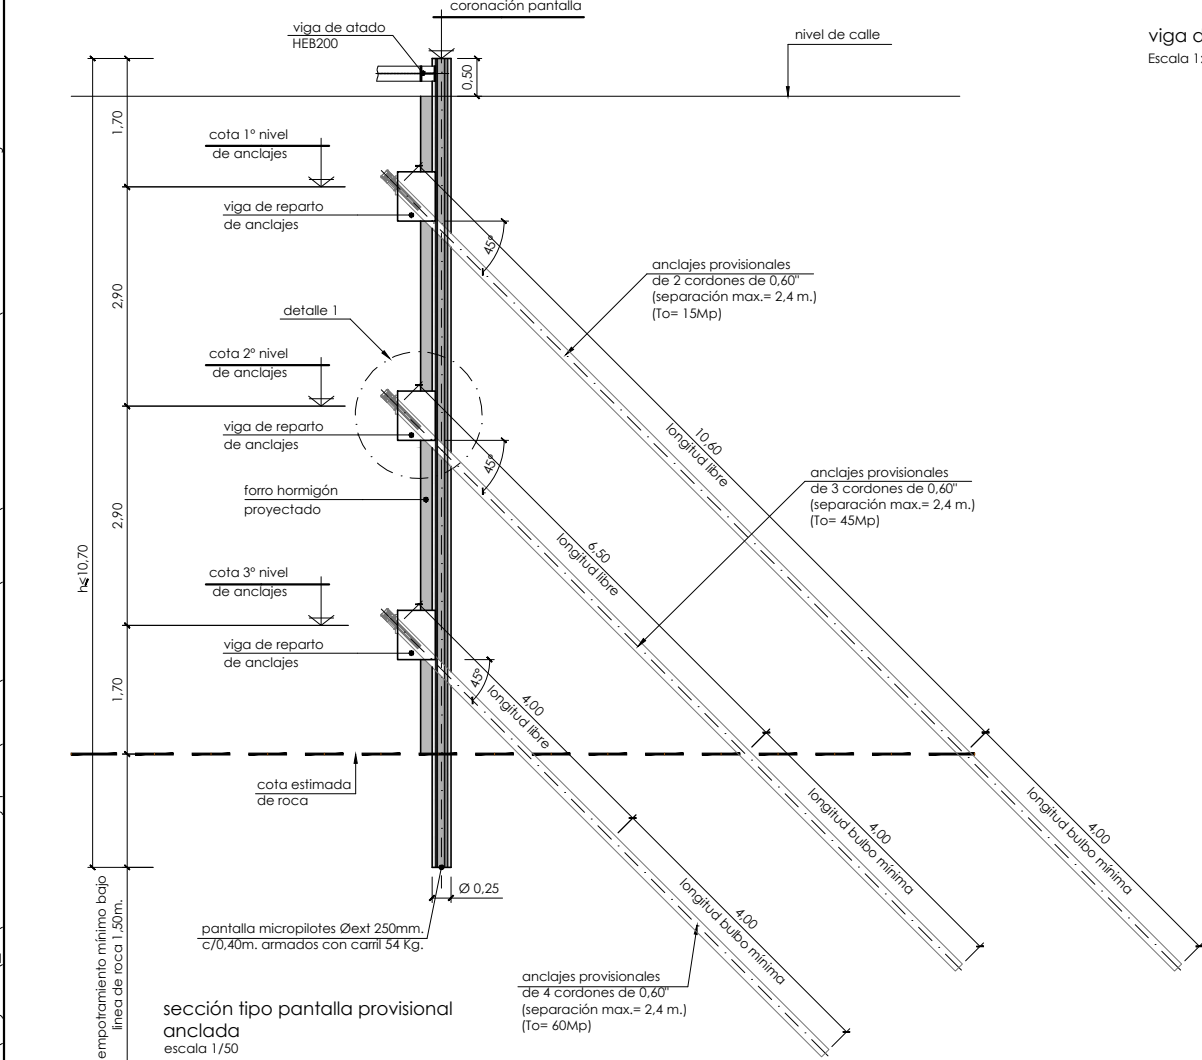 coronación pantalla
viga de atado
HEB200
nivel de calle
viga d
Escala 1:
0,50
1,70
cota 1º nivel
de anclajes
viga de reparto
de anclajes
45º
anclajes provisionales
de 2 cordones de 0,60"
(separación max.= 2,4 m.)
(To= 15Mp)
2,90
detalle 1
cota 2º nivel
de anclajes
viga de reparto
de anclajes
45º
10,60
longitud libre
anclajes provisionales
de 3 cordones de 0,60"
(separación max.= 2,4 m.)
(To= 45Mp)
forro hormigón
proyectado
2,90
h≤10,70
6,50
longitud libre
cota 3º nivel
de anclajes
viga de reparto
de anclajes
45º
4,00
longitud libre
1,70
cota estimada
de roca
4,00
longitud bulbo mínima
4,00
longitud bulbo mínima
4,00
longitud bulbo mínima
Ø 0,25
pantalla micropilotes Øext 250mm.
c/0,40m. armados con carril 54 Kg.
empotramiento mínimo bajo
linea de roca 1.50m.
anclajes provisionales
de 4 cordones de 0,60"
(separación max.= 2,4 m.)
(To= 60Mp)
sección tipo pantalla provisional
anclada
escala 1/50